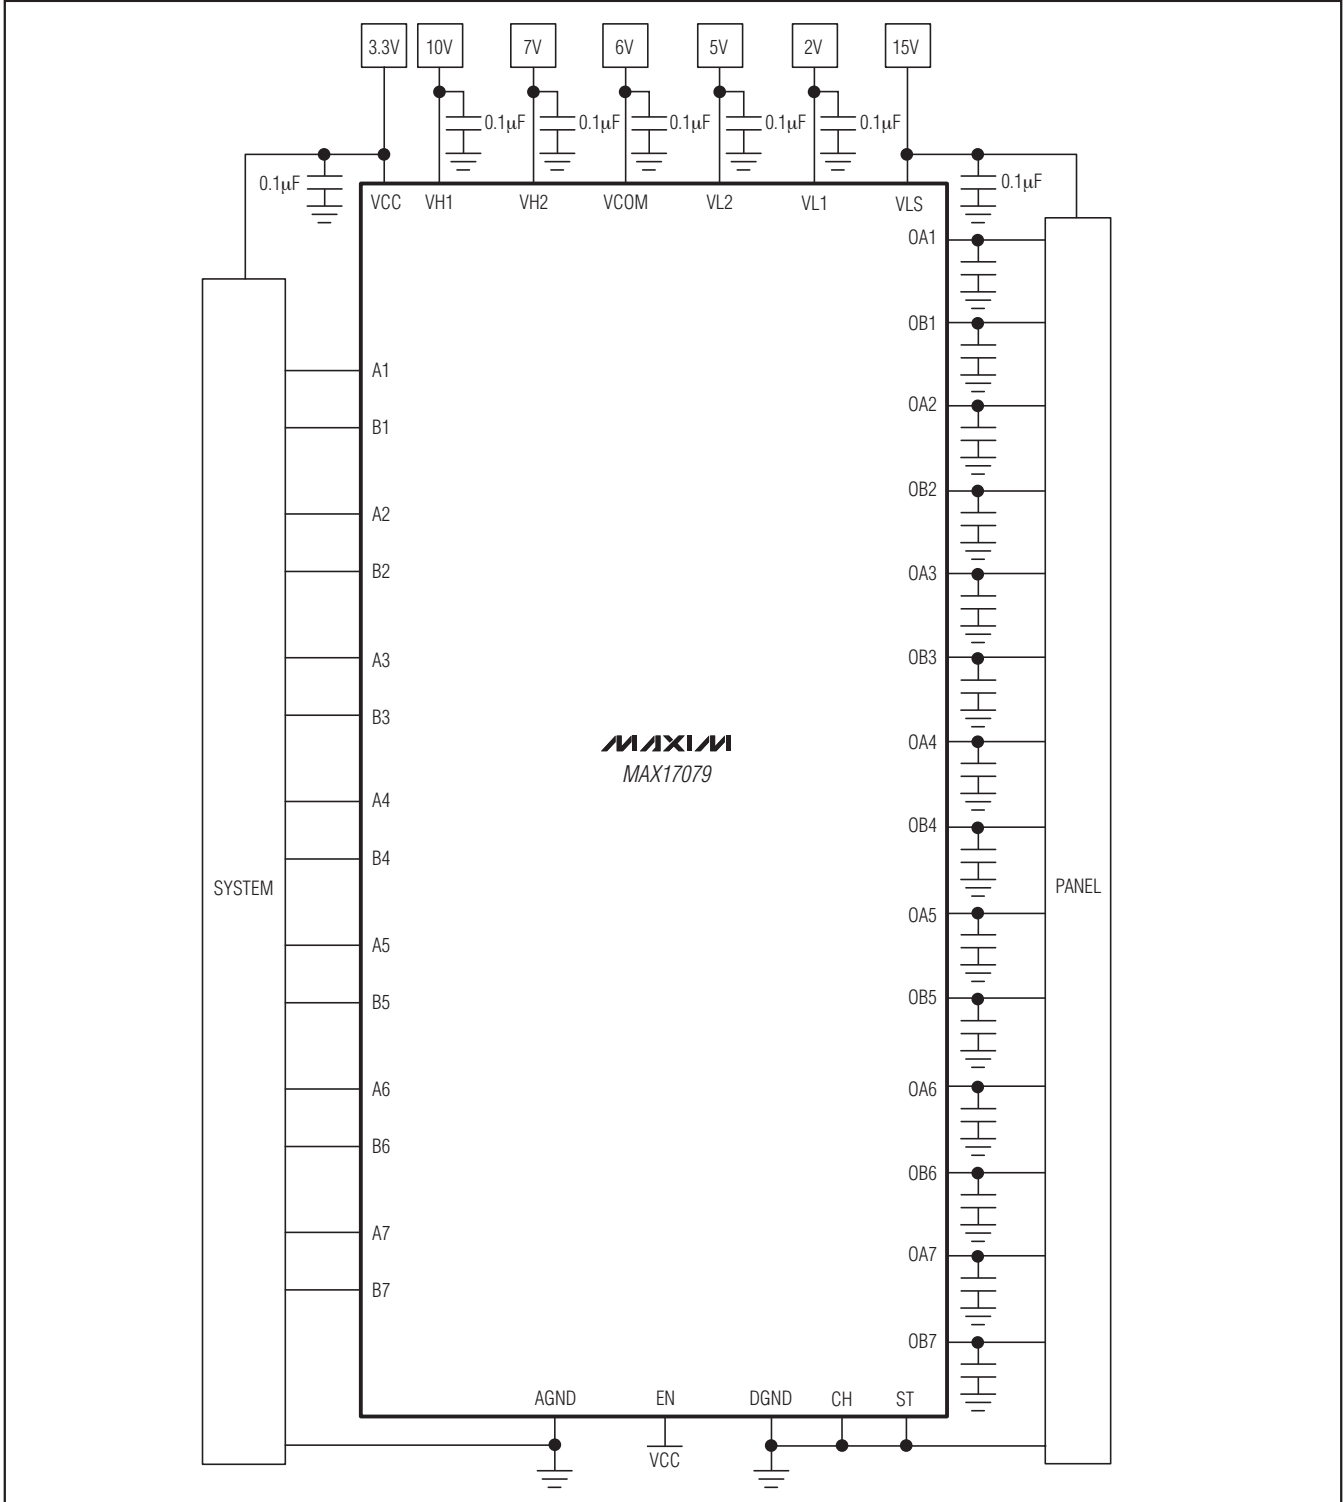 3.3V 10V 7V 6V 5V 2V 15V
0.1µF 0.1µF 0.1µF 0.1µF 0.1µF
0.1µF 0.1µF
VCC VH1 VH2 VCOM VL2 VL1 VLS
OA1
OB1
A1
OA2
B1
OB2
A2
B2
OA3
A3
OB3
B3
MAXIM
OA4
MAX17079
A4
OB4
B4
SYSTEM
PANEL
OA5
A5
OB5
B5
A6
OA6
B6
OB6
A7
OA7
B7
OB7
AGND EN DGND CH ST
VCC